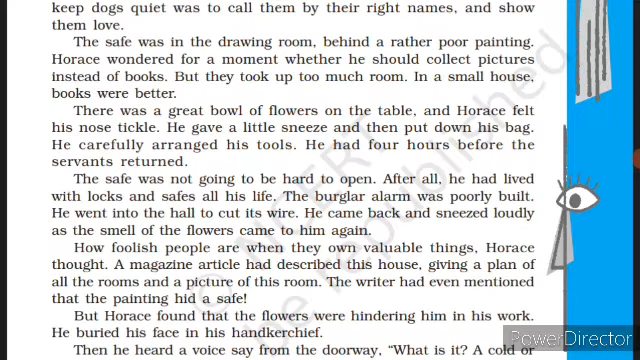 keep dogs quiet was to call them by their right names, and show
them love.
The safe was in the drawing room, behind a rather poor painting.
Horace wondered for a moment whether he should collect pictures
instead of books. But they took up too much room. In a small house,
books were better.
There was a great bowl of flowers on the table, and Horace felt
his nose tickle. He gave a little sneeze and then put down his bag.
He carefully arranged his tools. He had four hours before the
servants returned.
The safe was not going to be hard to open. After all, he had lived
with locks and safes all his life. The burglar alarm was poorly built.
He went into the hall to cut its wire. He came back and sneezed loudly
as the smell of the flowers came to him again.
How foolish people are when they own valuable things, Horace
thought. A magazine article had described this house, giving a plan of
all the rooms and a picture of this room. The writer had even mentioned
that the painting hid a safe!
But Horace found that the flowers were hindering him in his work.
He buried his face in his handkerchief.
Then he heard a voice say from the doorway, “What is it? A cold or
© NCERT
be republished
PowerDirector